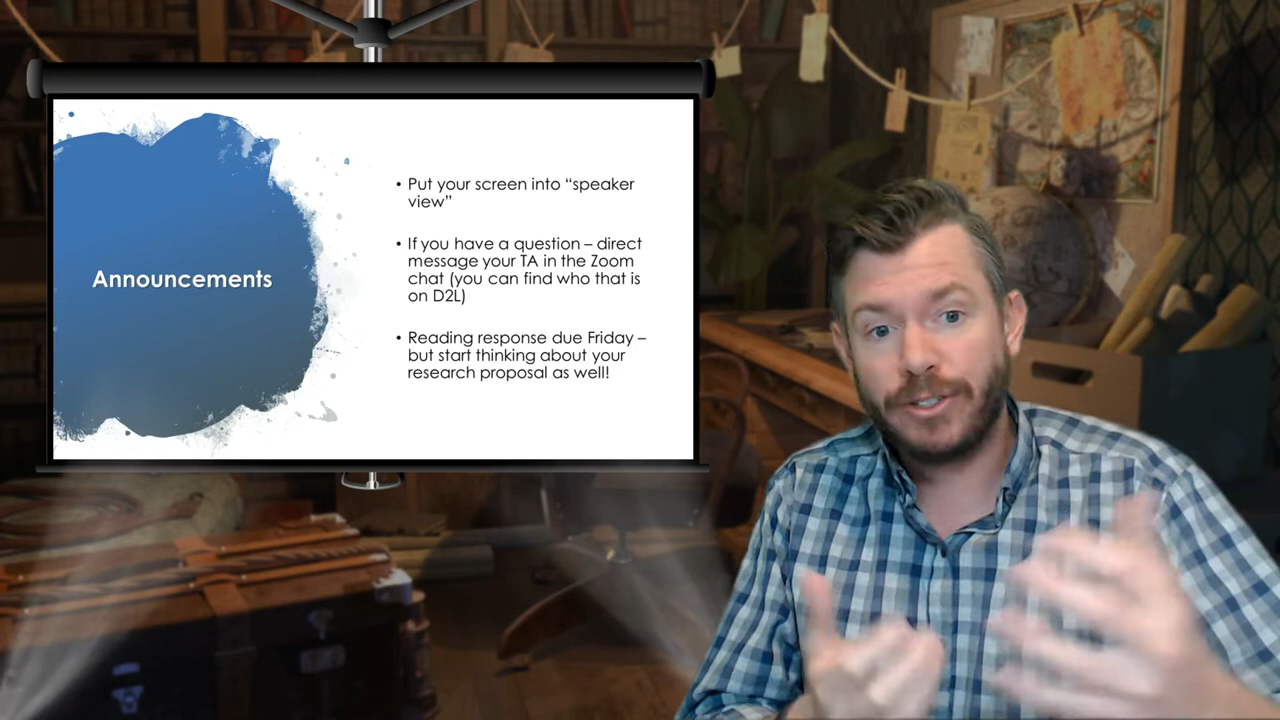 Announcements
• Put your screen into “speaker
view”
• If you have a question – direct
message your TA in the Zoom
chat (you can find who that is
on D2L)
• Reading response due Friday –
but start thinking about your
research proposal as well!